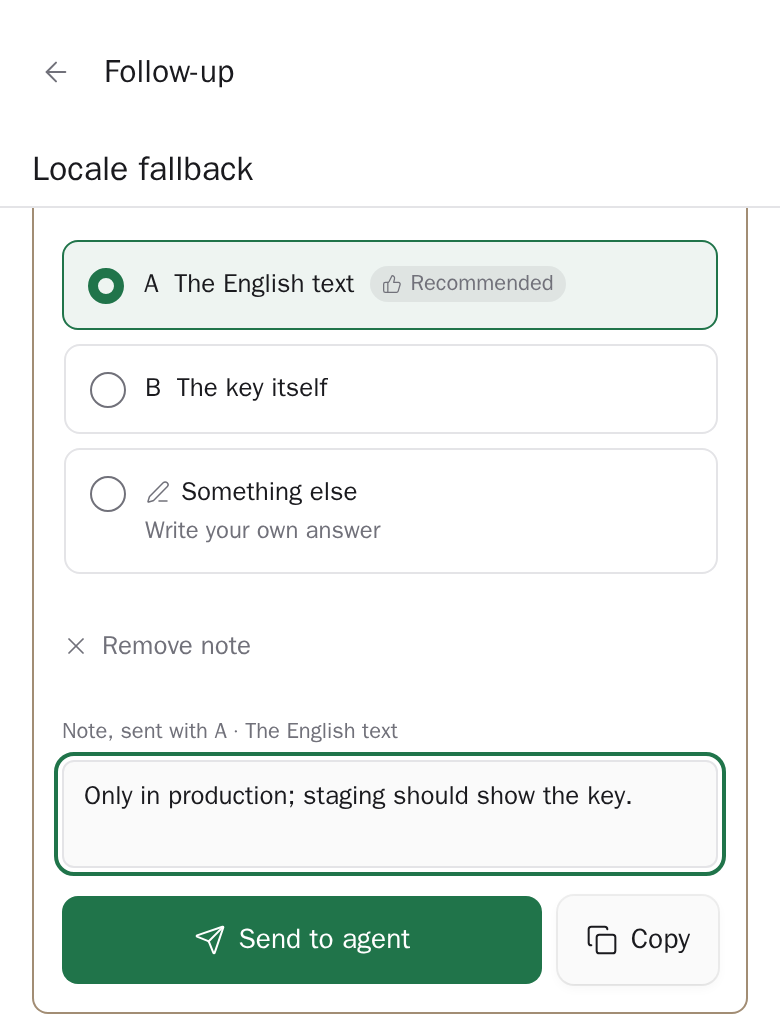 Follow-up
Locale fallback
A The English text Recommended
B The key itself
Something else
Write your own answer
Remove note
Note, sent with A · The English text
Only in production; staging should show the key.
Send to agent
Copy